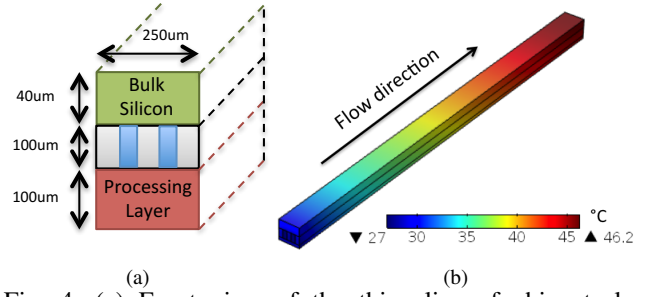 250um
40um
Bulk
Silicon
100um
100um
Processing
Layer
Flow direction
°C
▼ 27 30 35 40 45 ▲ 46.2
(a)
(b)